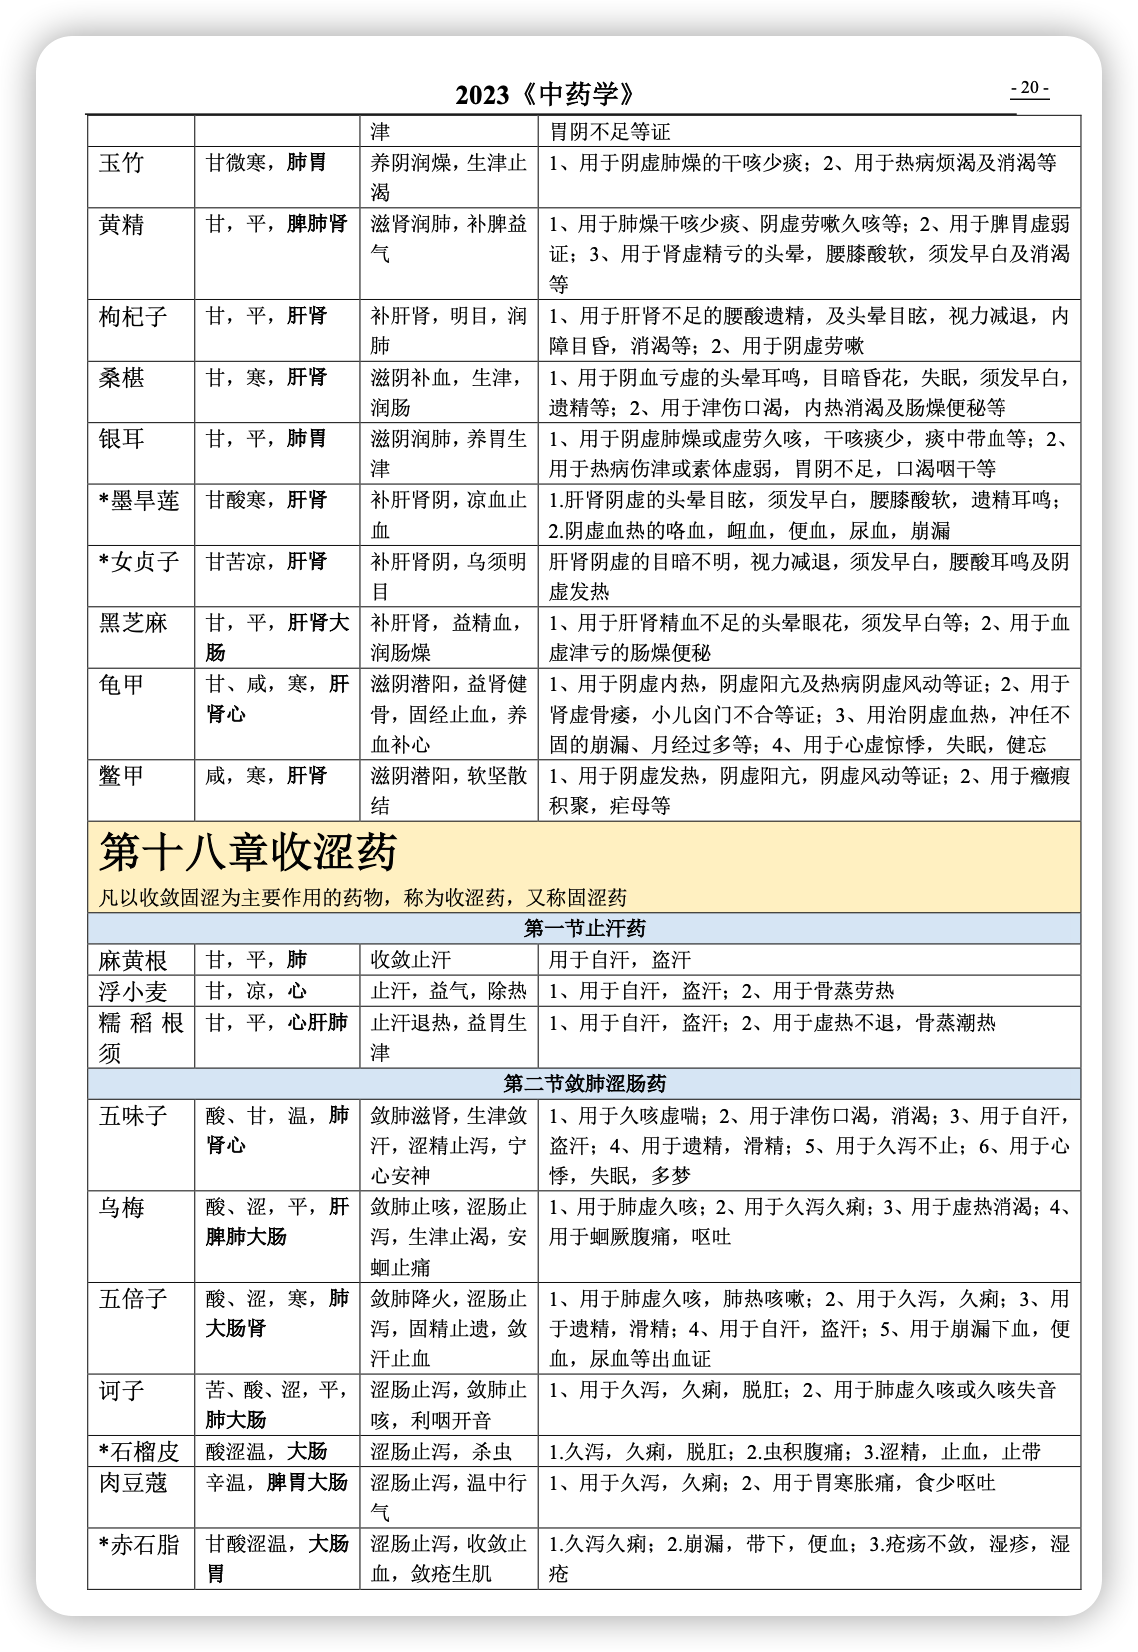 2023《中药学》
- 20 -
津
胃阴不足等证
玉竹
甘微寒，肺胃
养阴润燥，生津止
渴
1、用于阴虚肺燥的干咳少痰；2、用于热病烦渴及消渴等
黄精
甘，平，脾肺肾
滋肾润肺，补脾益
气
1、用于肺燥干咳少痰、阴虚劳嗽久咳等；2、用于脾胃虚弱
证；3、用于肾虚精亏的头晕，腰膝酸软，须发早白及消渴
等
枸杞子
甘，平，肝肾
补肝肾，明目，润
肺
1、用于肝肾不足的腰酸遗精，及头晕目眩，视力减退，内
障目昏，消渴等；2、用于阴虚劳嗽
桑椹
甘，寒，肝肾
滋阴补血，生津，
润肠
1、用于阴血亏虚的头晕耳鸣，目暗昏花，失眠，须发早白，
遗精等；2、用于津伤口渴，内热消渴及肠燥便秘等
银耳
甘，平，肺胃
滋阴润肺，养胃生
津
1、用于阴虚肺燥或虚劳久咳，干咳痰少，痰中带血等；2、
用于热病伤津或素体虚弱，胃阴不足，口渴咽干等
*墨旱莲
甘酸寒，肝肾
补肝肾阴，凉血止
血
1.肝肾阴虚的头晕目眩，须发早白，腰膝酸软，遗精耳鸣；
2.阴虚血热的咯血，衄血，便血，尿血，崩漏
*女贞子
甘苦凉，肝肾
补肝肾阴，乌须明
目
肝肾阴虚的目暗不明，视力减退，须发早白，腰酸耳鸣及阴
虚发热
黑芝麻
甘，平，肝肾大
肠
补肝肾，益精血，
润肠燥
1、用于肝肾精血不足的头晕眼花，须发早白等；2、用于血
虚津亏的肠燥便秘
龟甲
甘、咸，寒，肝
肾心
滋阴潜阳，益肾健
骨，固经止血，养
血补心
1、用于阴虚内热，阴虚阳亢及热病阴虚风动等证；2、用于
肾虚骨痿，小儿囟门不合等证；3、用治阴虚血热，冲任不
固的崩漏、月经过多等；4、用于心虚惊悸，失眠，健忘
鳖甲
咸，寒，肝肾
滋阴潜阳，软坚散
结
1、用于阴虚发热，阴虚阳亢，阴虚风动等证；2、用于癥瘕
积聚，疟母等
第十八章收涩药
凡以收敛固涩为主要作用的药物，称为收涩药，又称固涩药
第一节止汗药
麻黄根
甘，平，肺
收敛止汗
用于自汗，盗汗
浮小麦
甘，凉，心
止汗，益气，除热
1、用于自汗，盗汗；2、用于骨蒸劳热
糯稻根
须
甘，平，心肝肺
止汗退热，益胃生
津
1、用于自汗，盗汗；2、用于虚热不退，骨蒸潮热
第二节敛肺涩肠药
五味子
酸、甘，温，肺
肾心
敛肺滋肾，生津敛
汗，涩精止泻，宁
心安神
1、用于久咳虚喘；2、用于津伤口渴，消渴；3、用于自汗，
盗汗；4、用于遗精，滑精；5、用于久泻不止；6、用于心
悸，失眠，多梦
乌梅
酸、涩，平，肝
脾肺大肠
敛肺止咳，涩肠止
泻，生津止渴，安
蛔止痛
1、用于肺虚久咳；2、用于久泻久痢；3、用于虚热消渴；4、
用于蛔厥腹痛，呕吐
五倍子
酸、涩，寒，肺
大肠肾
敛肺降火，涩肠止
泻，固精止遗，敛
汗止血
1、用于肺虚久咳，肺热咳嗽；2、用于久泻，久痢；3、用
于遗精，滑精；4、用于自汗，盗汗；5、用于崩漏下血，便
血，尿血等出血证
诃子
苦、酸、涩，平，
肺大肠
涩肠止泻，敛肺止
咳，利咽开音
1、用于久泻，久痢，脱肛；2、用于肺虚久咳或久咳失音
*石榴皮
酸涩温，大肠
涩肠止泻，杀虫
1.久泻，久痢，脱肛；2.虫积腹痛；3.涩精，止血，止带
肉豆蔻
辛温，脾胃大肠
涩肠止泻，温中行
气
1、用于久泻，久痢；2、用于胃寒胀痛，食少呕吐
*赤石脂
甘酸涩温，大肠
胃
涩肠止泻，收敛止
血，敛疮生肌
1.久泻久痢；2.崩漏，带下，便血；3.疮疡不敛，湿疹，湿
疮